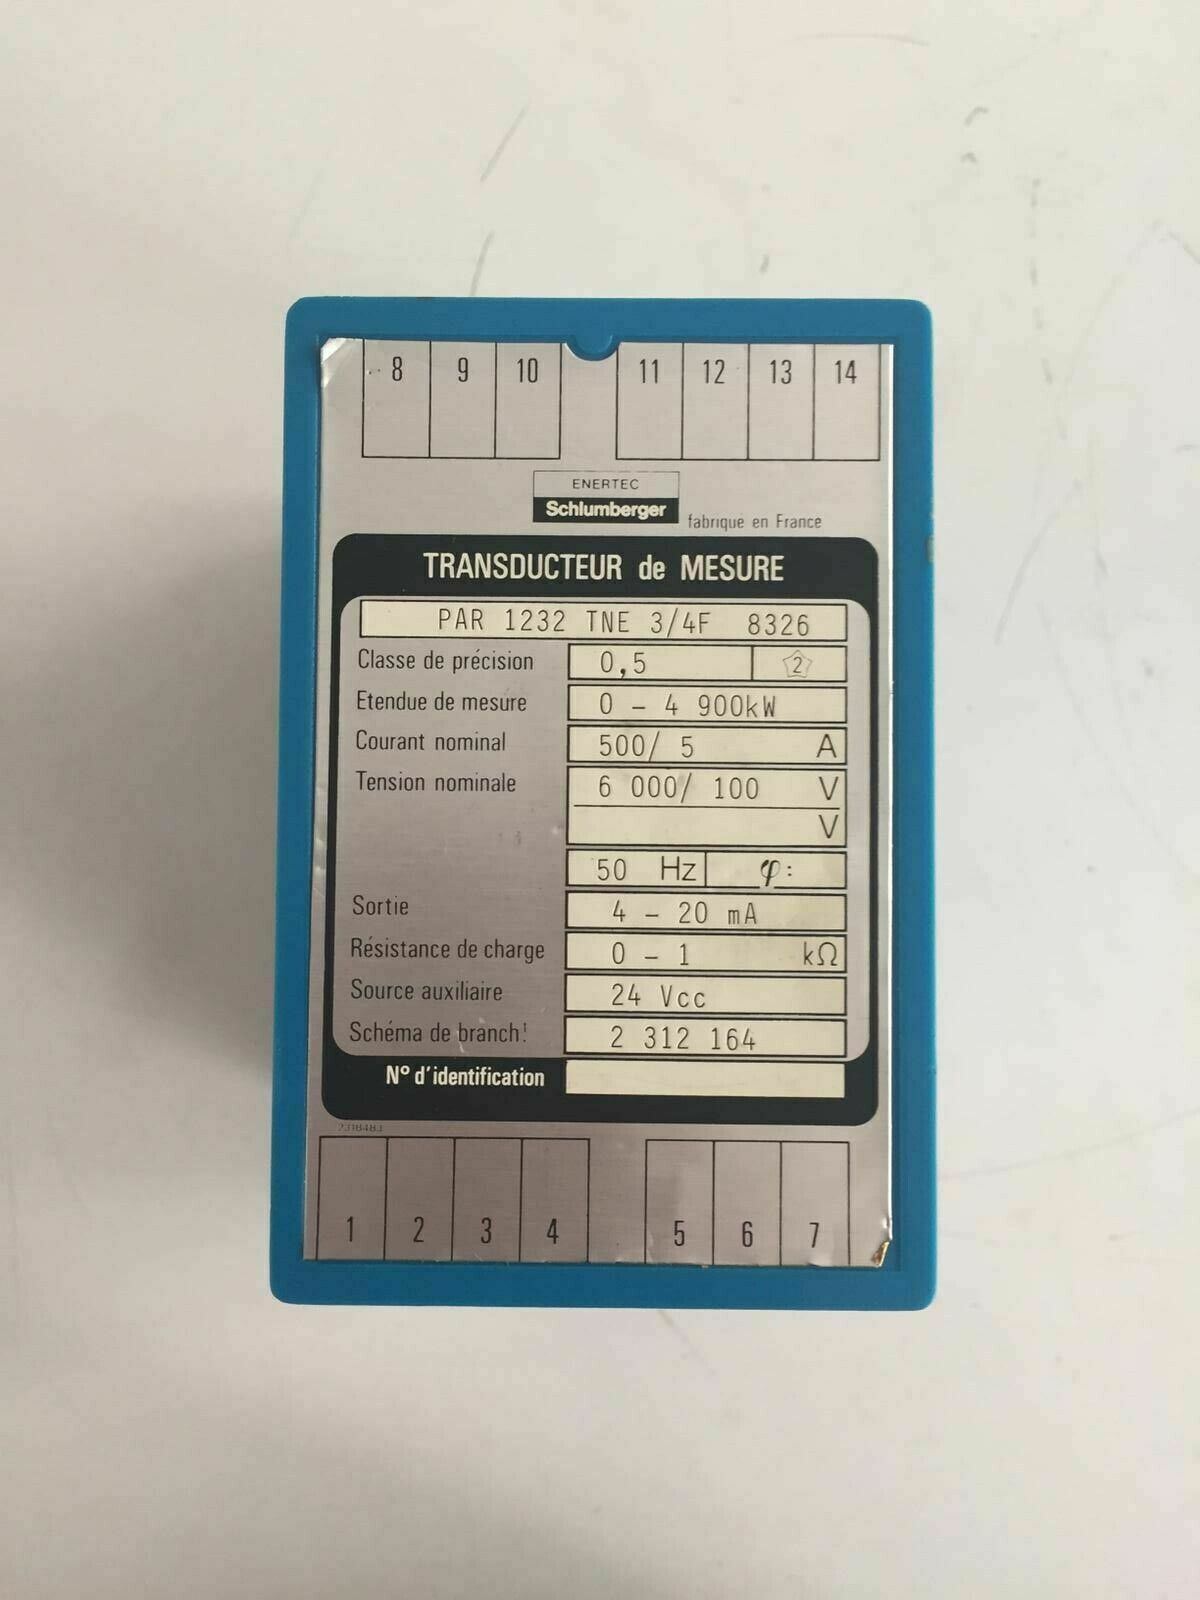 8 9 10 11 12 13 14
ENERTEC
Schlumberger
fabriqué en France
TRANSDUCTEUR de MESURE
PAR 1232 TNE 3/4F 8326
Classe de précision 0,5 2
Etendue de mesure 0 - 4 900kW
Courant nominal 500/ 5 A
Tension nominale 6 000/ 100 V
V
50 Hz φ:
Sortie 4 - 20 mA
Résistance de charge 0 - 1 kΩ
Source auxiliaire 24 Vcc
Schéma de branch.t 2 312 164
N° d'identification
1 2 3 4 5 6 7